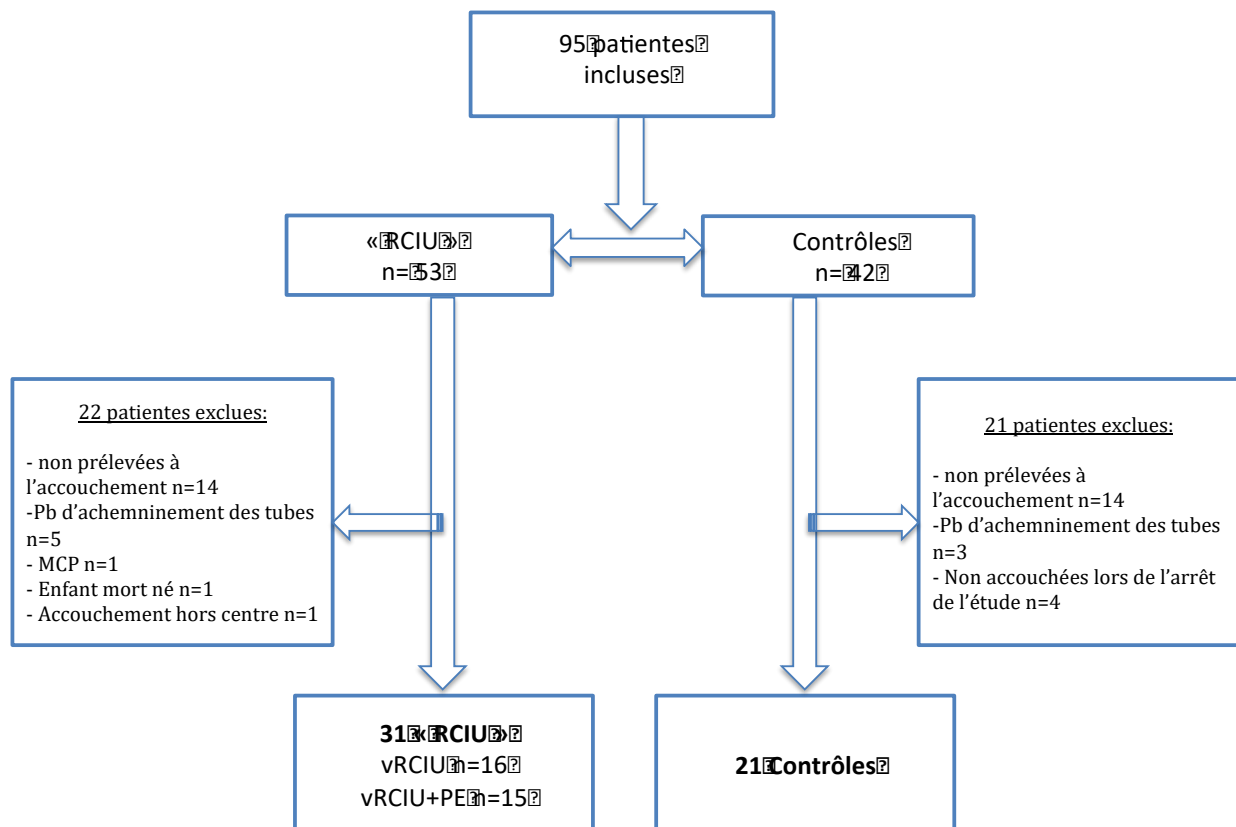 95 patientes
incluses
« RCIU »
n= 53
Contrôles
n= 42
22 patientes exclues:
- non prélevées à
l’accouchement n=14
-Pb d’achemninement des tubes
n=5
- MCP n=1
- Enfant mort né n=1
- Accouchement hors centre n=1
21 patientes exclues:
- non prélevées à
l’accouchement n=14
-Pb d’achemninement des tubes
n=3
- Non accouchées lors de l’arrêt
de l’étude n=4
31 « RCIU »
vRCIU n=16
vRCIU+PE n=15
21 Contrôles